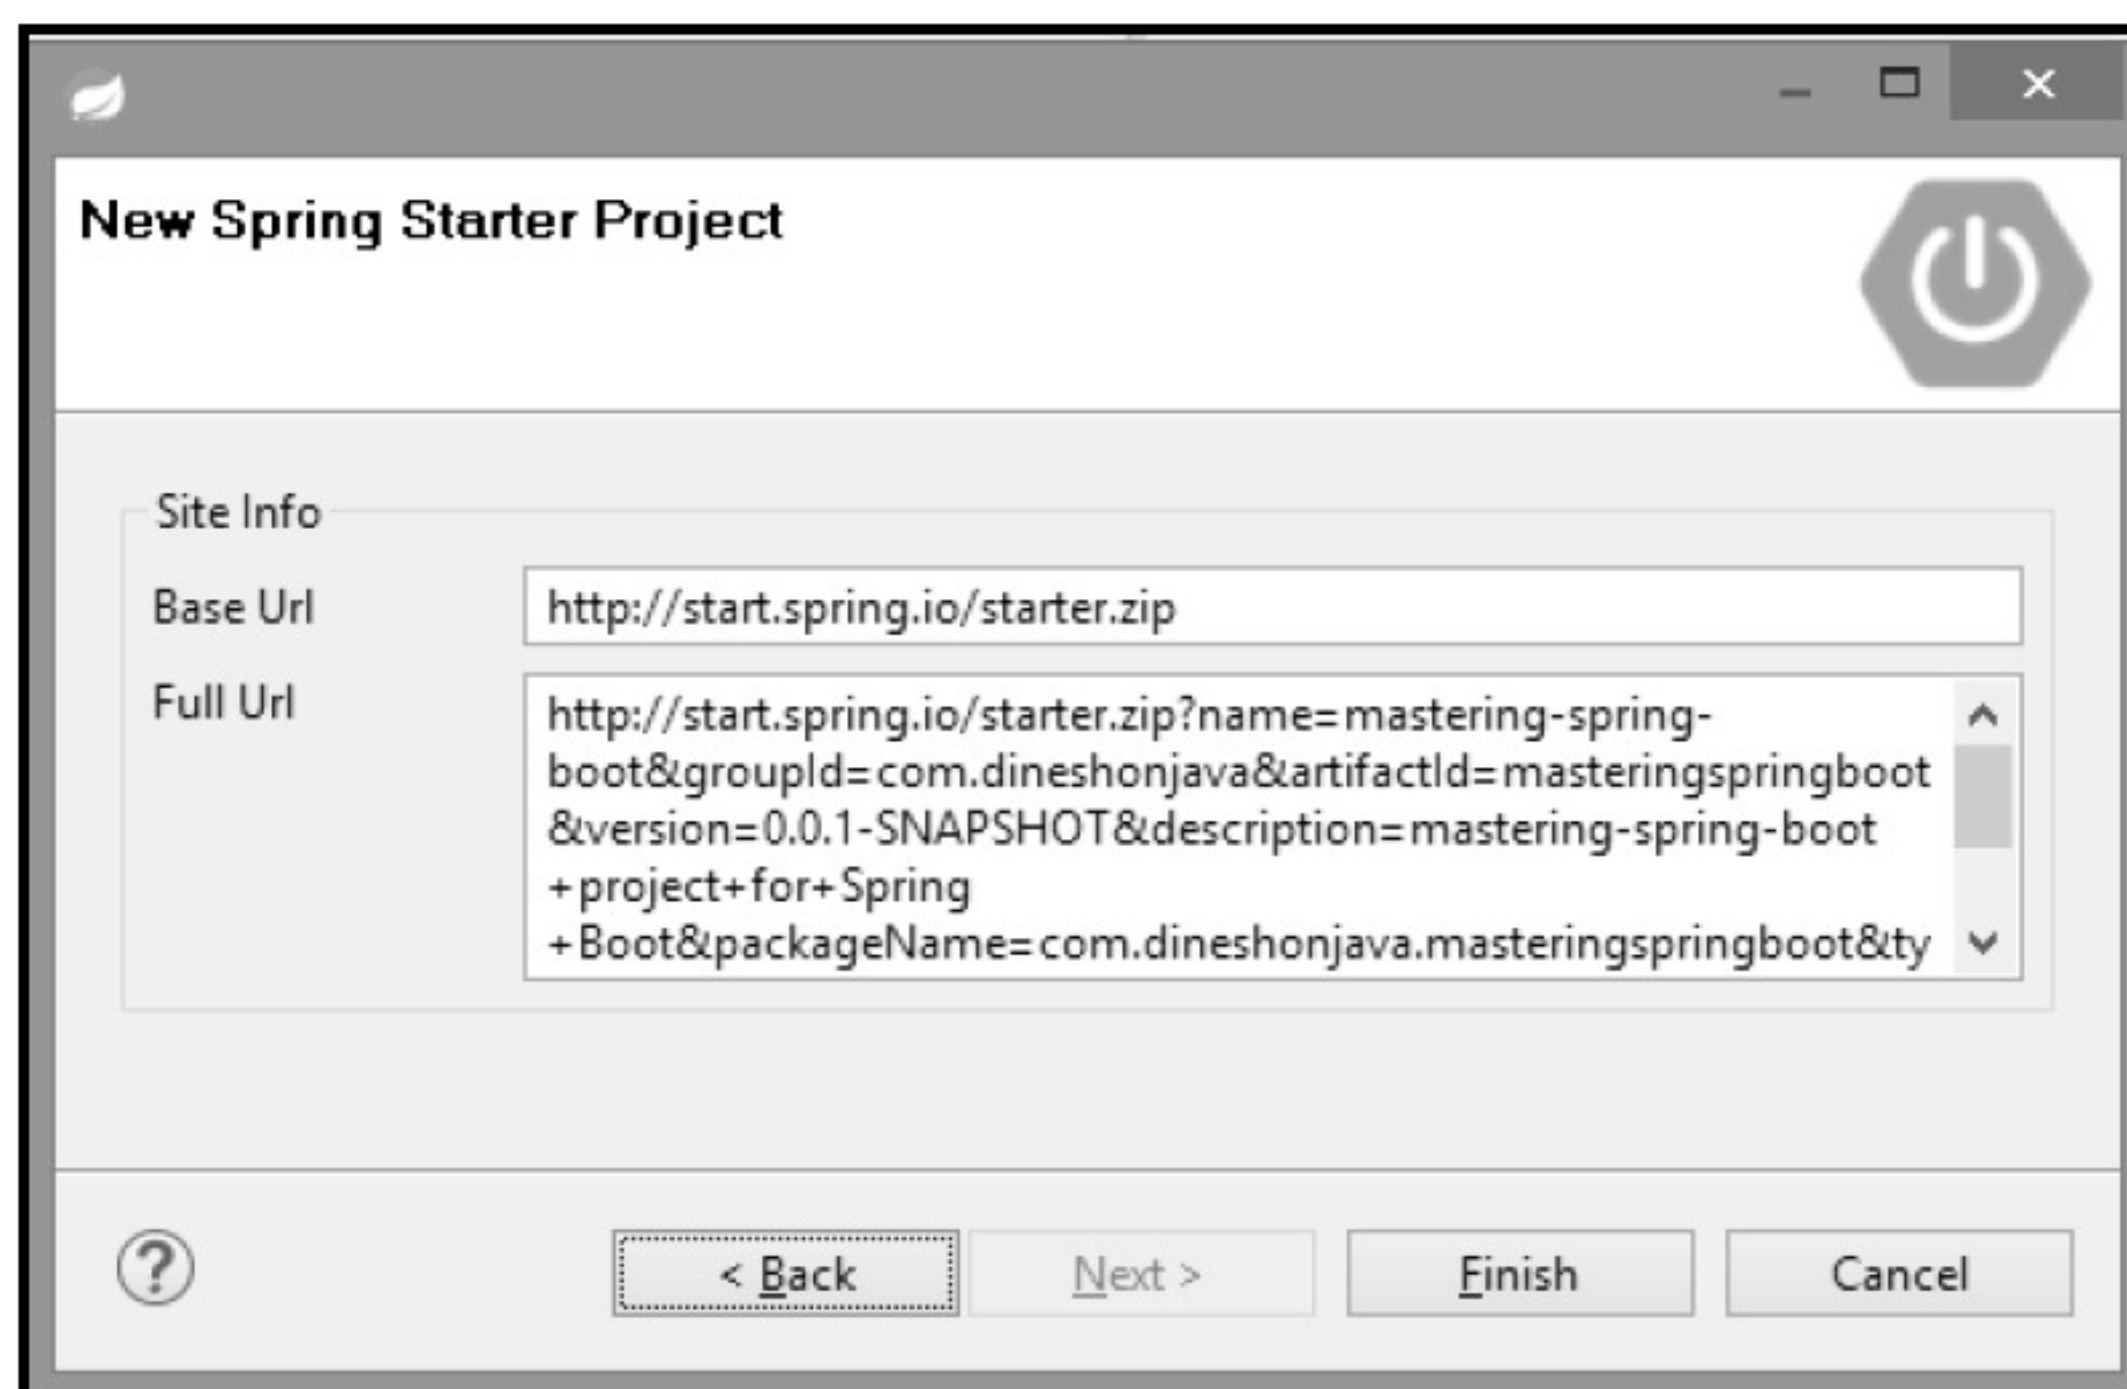 New Spring Starter Project
Site Info
Base Url
http://start.spring.io/starter.zip
Full Url
http://start.spring.io/starter.zip?name=mastering-spring-
boot&groupId=com.dineshonjava&artifactId=masteringspringboot
&version=0.0.1-SNAPSHOT&description=mastering-spring-boot
+project+for+Spring
+Boot&packageName=com.dineshonjava.masteringspringboot&ty
?
< Back
Next >
Finish
Cancel